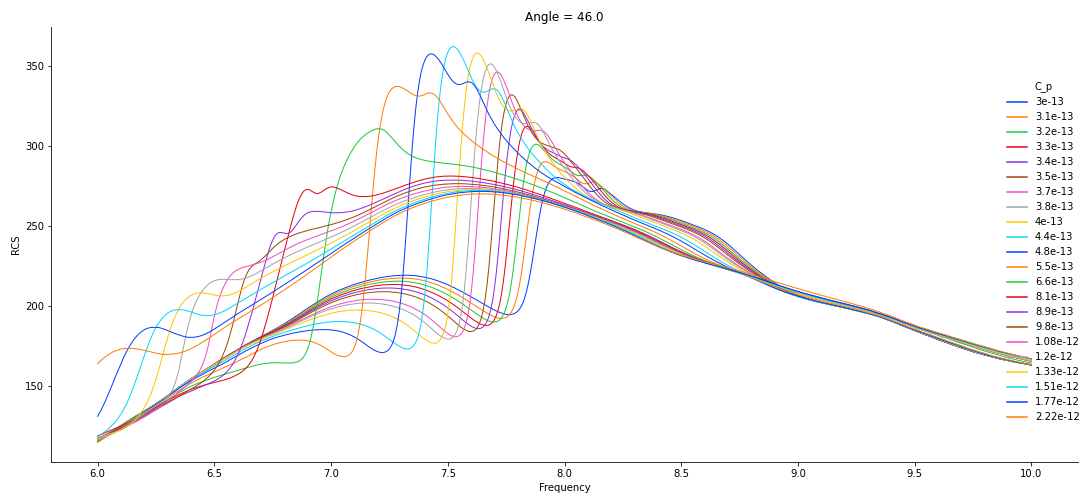 Angle = 46.0
RCS
350
300
250
200
150
6.0
6.5
7.0
7.5
8.0
8.5
9.0
9.5
10.0
Frequency
C_p
3e-13
3.1e-13
3.2e-13
3.3e-13
3.4e-13
3.5e-13
3.7e-13
3.8e-13
4e-13
4.4e-13
4.8e-13
5.5e-13
6.6e-13
8.1e-13
8.9e-13
9.8e-13
1.08e-12
1.2e-12
1.33e-12
1.51e-12
1.77e-12
2.22e-12